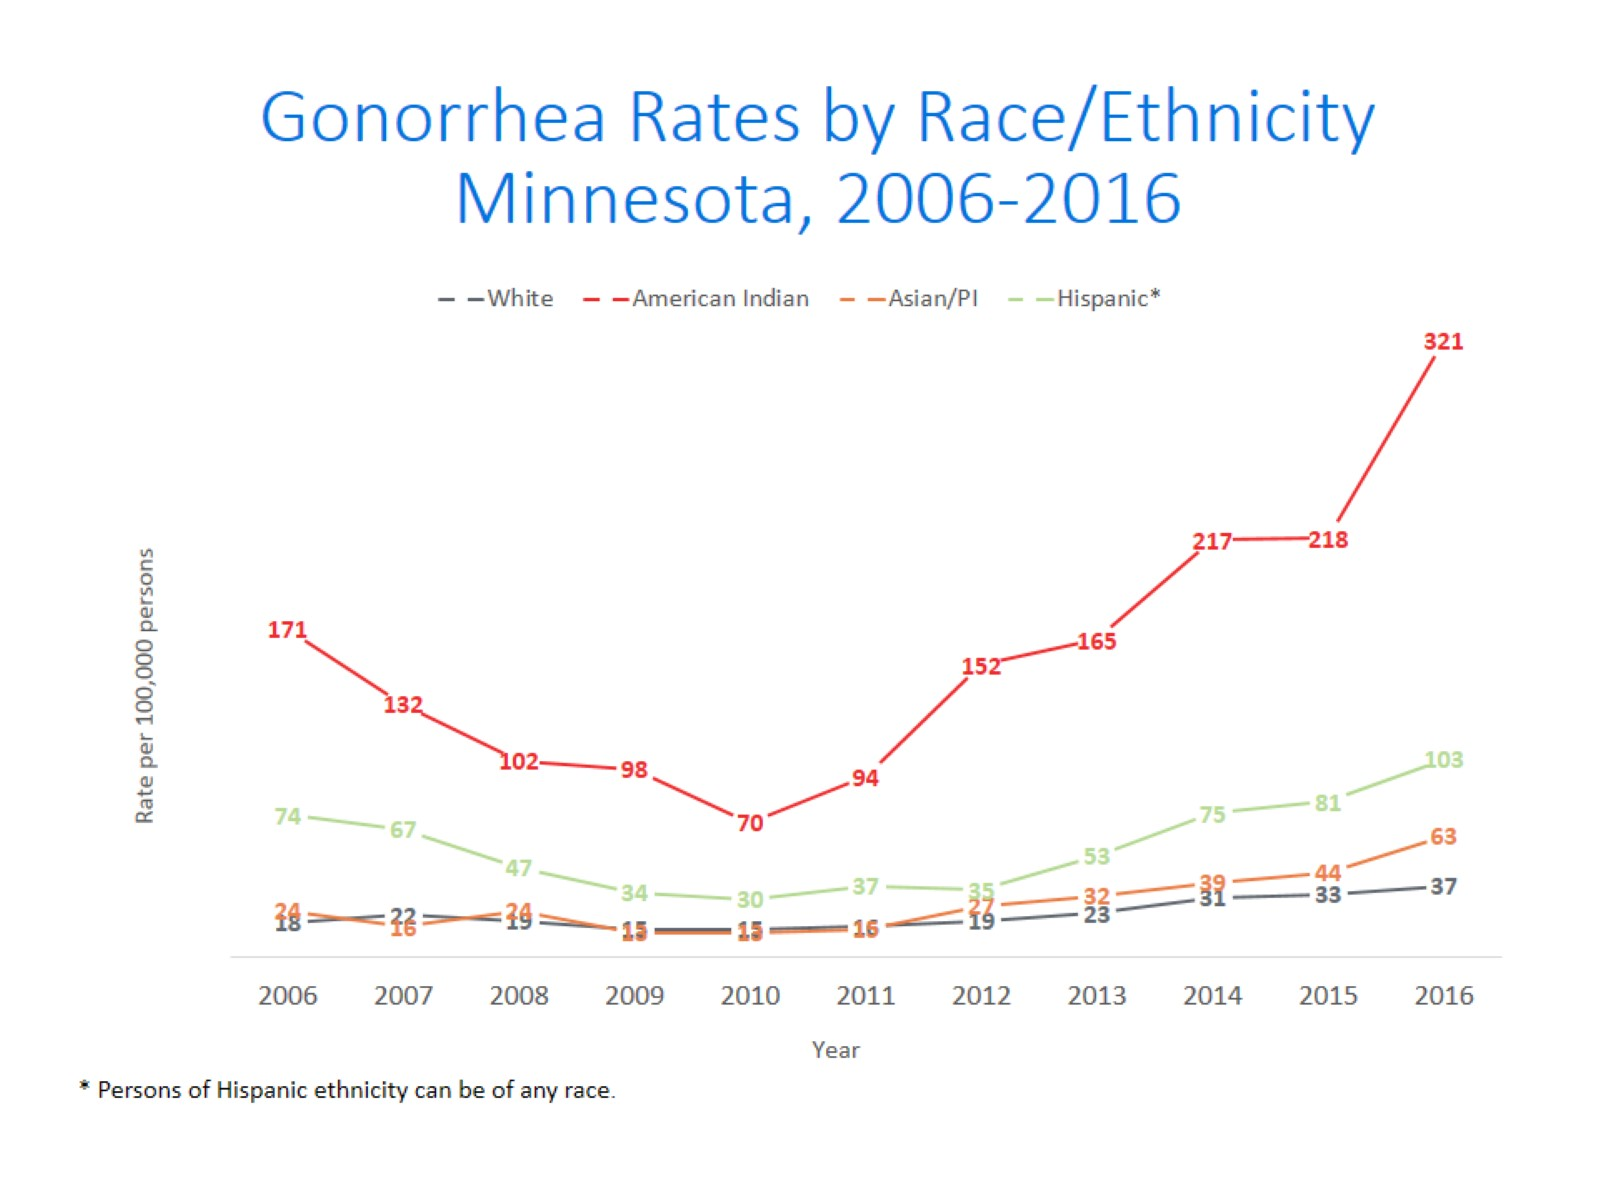 Gonorrhea Rates by Race/Ethnicity
Minnesota, 2006-2016
White American Indian Asian/PI Hispanic*
Rate per 100,000 persons
321
217 218
171
165
152
132
102 98 94
70
103
74 67 75 81
47 34 30 37 35 53
63
24 16 24 27 32 39 44
18 22 19 19 23 31 33 37
2006 2007 2008 2009 2010 2011 2012 2013 2014 2015 2016
Year
* Persons of Hispanic ethnicity can be of any race.